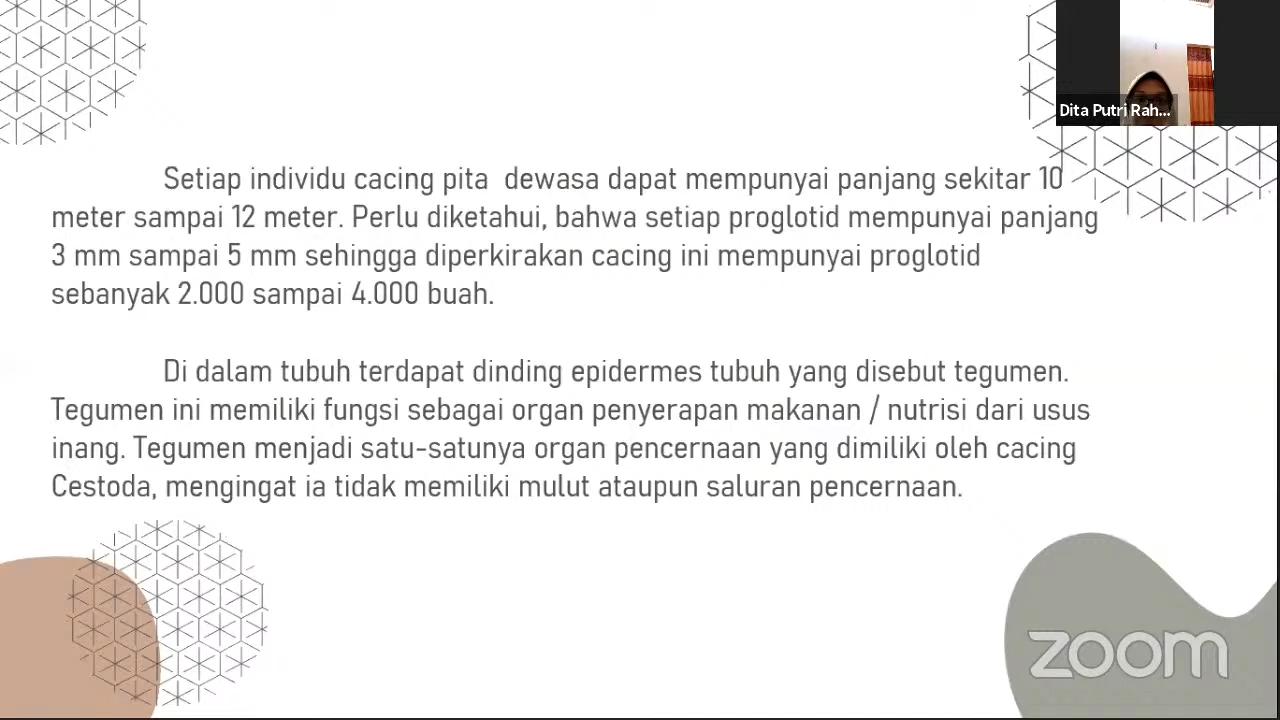 Dita Putri Rah...
Setiap individu cacing pita dewasa dapat mempunyai panjang sekitar 10
meter sampai 12 meter. Perlu diketahui, bahwa setiap proglotid mempunyai panjang
3 mm sampai 5 mm sehingga diperkirakan cacing ini mempunyai proglotid
sebanyak 2.000 sampai 4.000 buah.
Di dalam tubuh terdapat dinding epidermes tubuh yang disebut tegumen.
Tegumen ini memiliki fungsi sebagai organ penyerapan makanan / nutrisi dari usus
inang. Tegumen menjadi satu-satunya organ pencernaan yang dimiliki oleh cacing
Cestoda, mengingat ia tidak memiliki mulut ataupun saluran pencernaan.
zoom